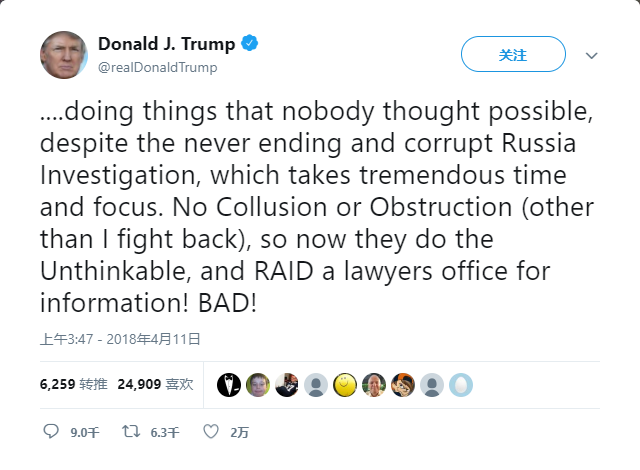 Donald J. Trump
@realDonaldTrump
关注
....doing things that nobody thought possible,
despite the never ending and corrupt Russia
Investigation, which takes tremendous time
and focus. No Collusion or Obstruction (other
than I fight back), so now they do the
Unthinkable, and RAID a lawyers office for
information! BAD!
上午3:47 - 2018年4月11日
6,259 转推 24,909 喜欢
9.0千 6.3千 2万